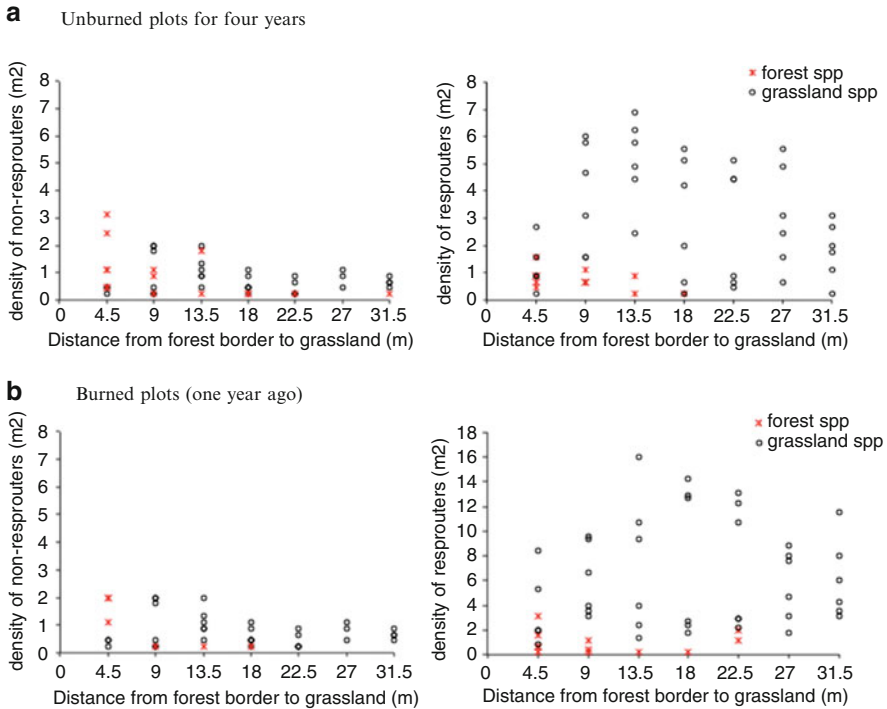 a
Unburned plots for four years
density of non-resprouters (m2)
8
7
6
5
4
3
2
1
0
0 4.5 9 13.5 18 22.5 27 31.5
Distance from forest border to grassland (m)
density of resprouters (m2)
8
7
6
5
4
3
2
1
0
forest spp
grassland spp
0 4.5 9 13.5 18 22.5 27 31.5
Distance from forest border to grassland (m)
b
Burned plots (one year ago)
density of non-resprouters (m2)
8
7
6
5
4
3
2
1
0
0 4.5 9 13.5 18 22.5 27 31.5
Distance from forest border to grassland (m)
density of resprouters (m2)
18
16
14
12
10
8
6
4
2
0
forest spp
grassland spp
0 4.5 9 13.5 18 22.5 27 31.5
Distance from forest border to grassland (m)